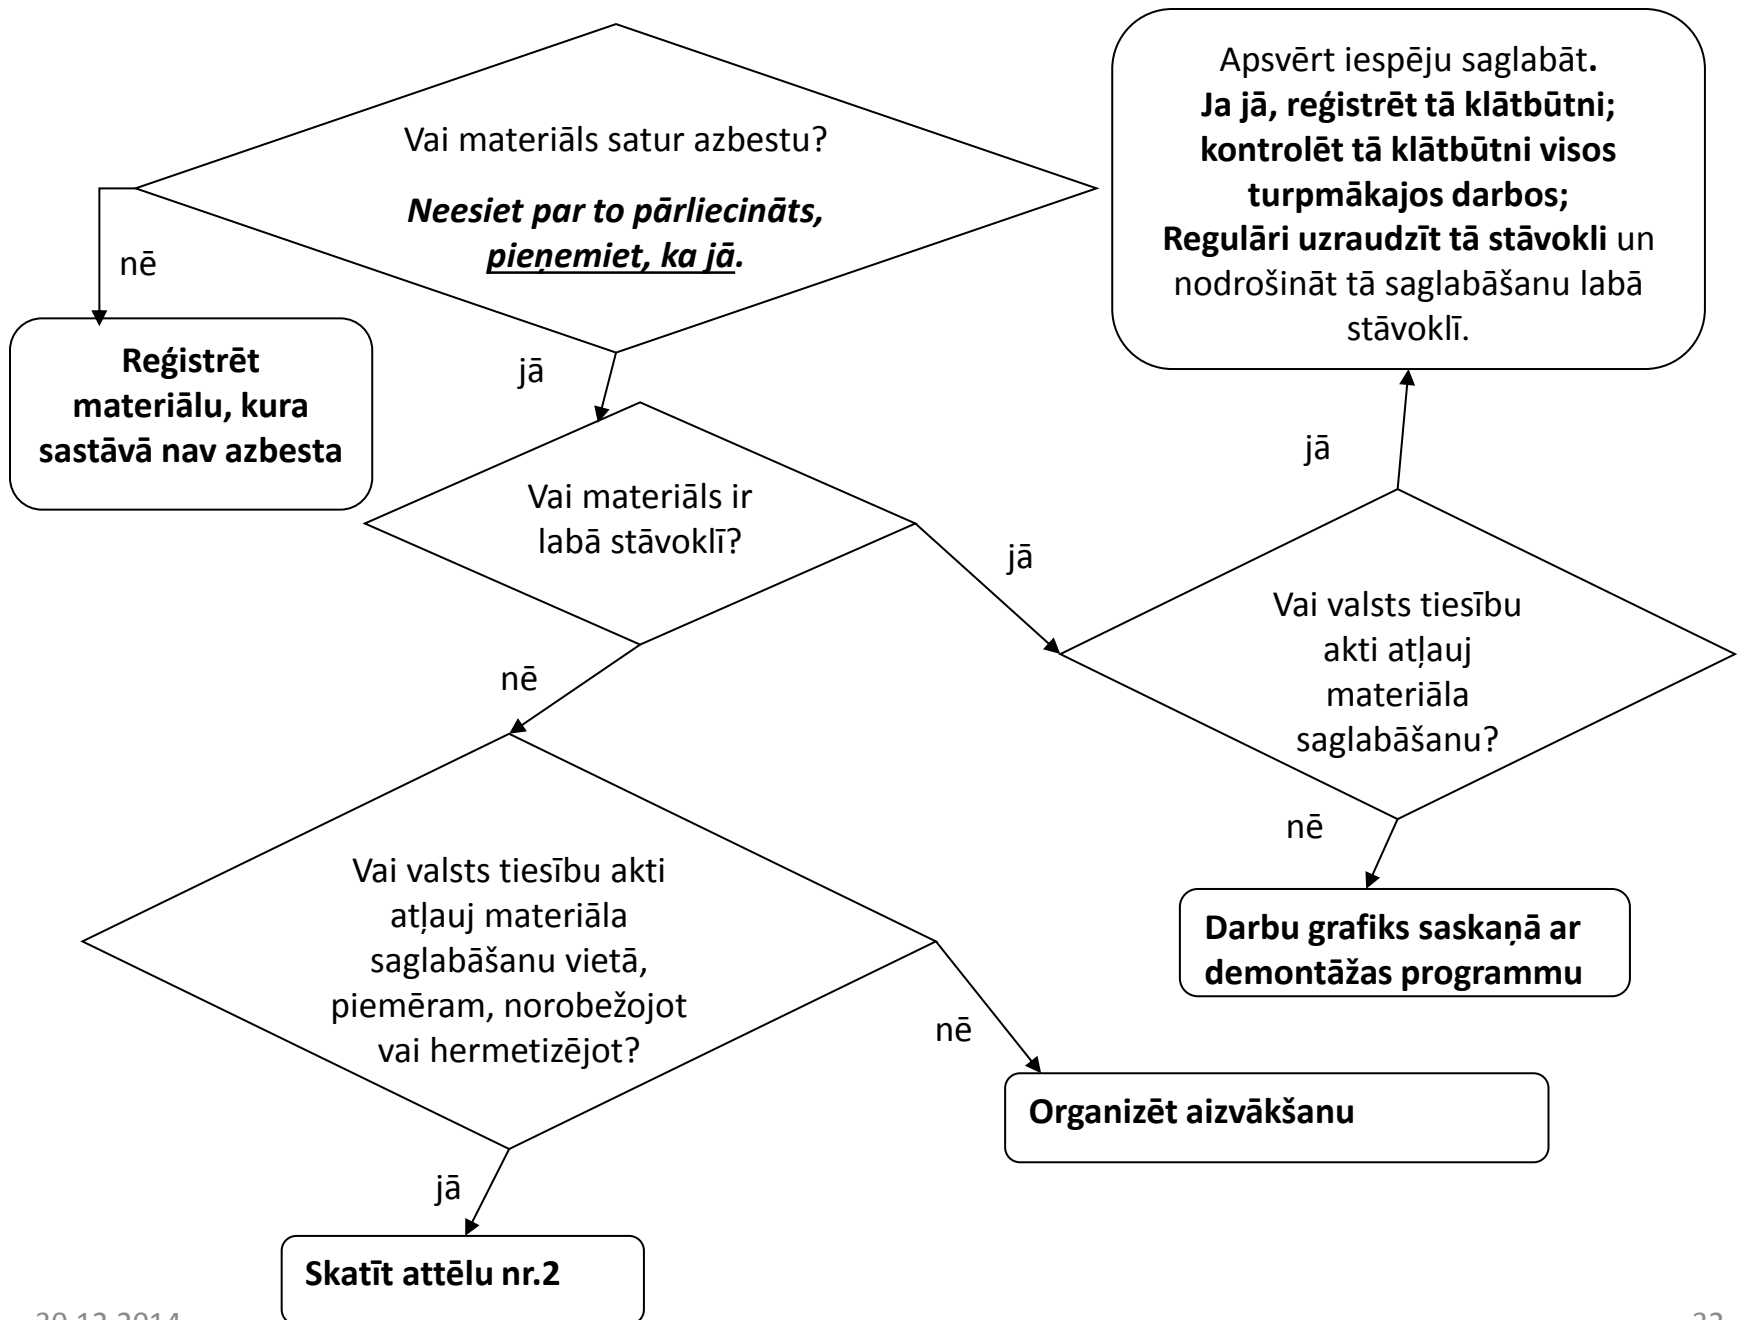 Vai materiāls satur azbestu?
Neesiet par to pārliecināts,
pieņemiet, ka jā.
Apsvērt iespēju saglabāt.
Ja jā, reģistrēt tā klātbūtni;
kontrolēt tā klātbūtni visos
turpmākajos darbos;
Regulāri uzraudzīt tā stāvokli un
nodrošināt tā saglabāšanu labā
stāvoklī.
nē
Reģistrēt
materiālu, kura
sastāvā nav azbesta
jā
Vai materiāls ir
labā stāvoklī?
jā
jā
Vai valsts tiesību
akti atļauj
materiāla
saglabāšanu?
nē
nē
Darbu grafiks saskaņā ar
demontāžas programmu
Vai valsts tiesību akti
atļauj materiāla
saglabāšanu vietā,
piemēram, norobežojot
vai hermetizējot?
nē
Organizēt aizvākšanu
jā
Skatīt attēlu nr.2
30.12.2014
32